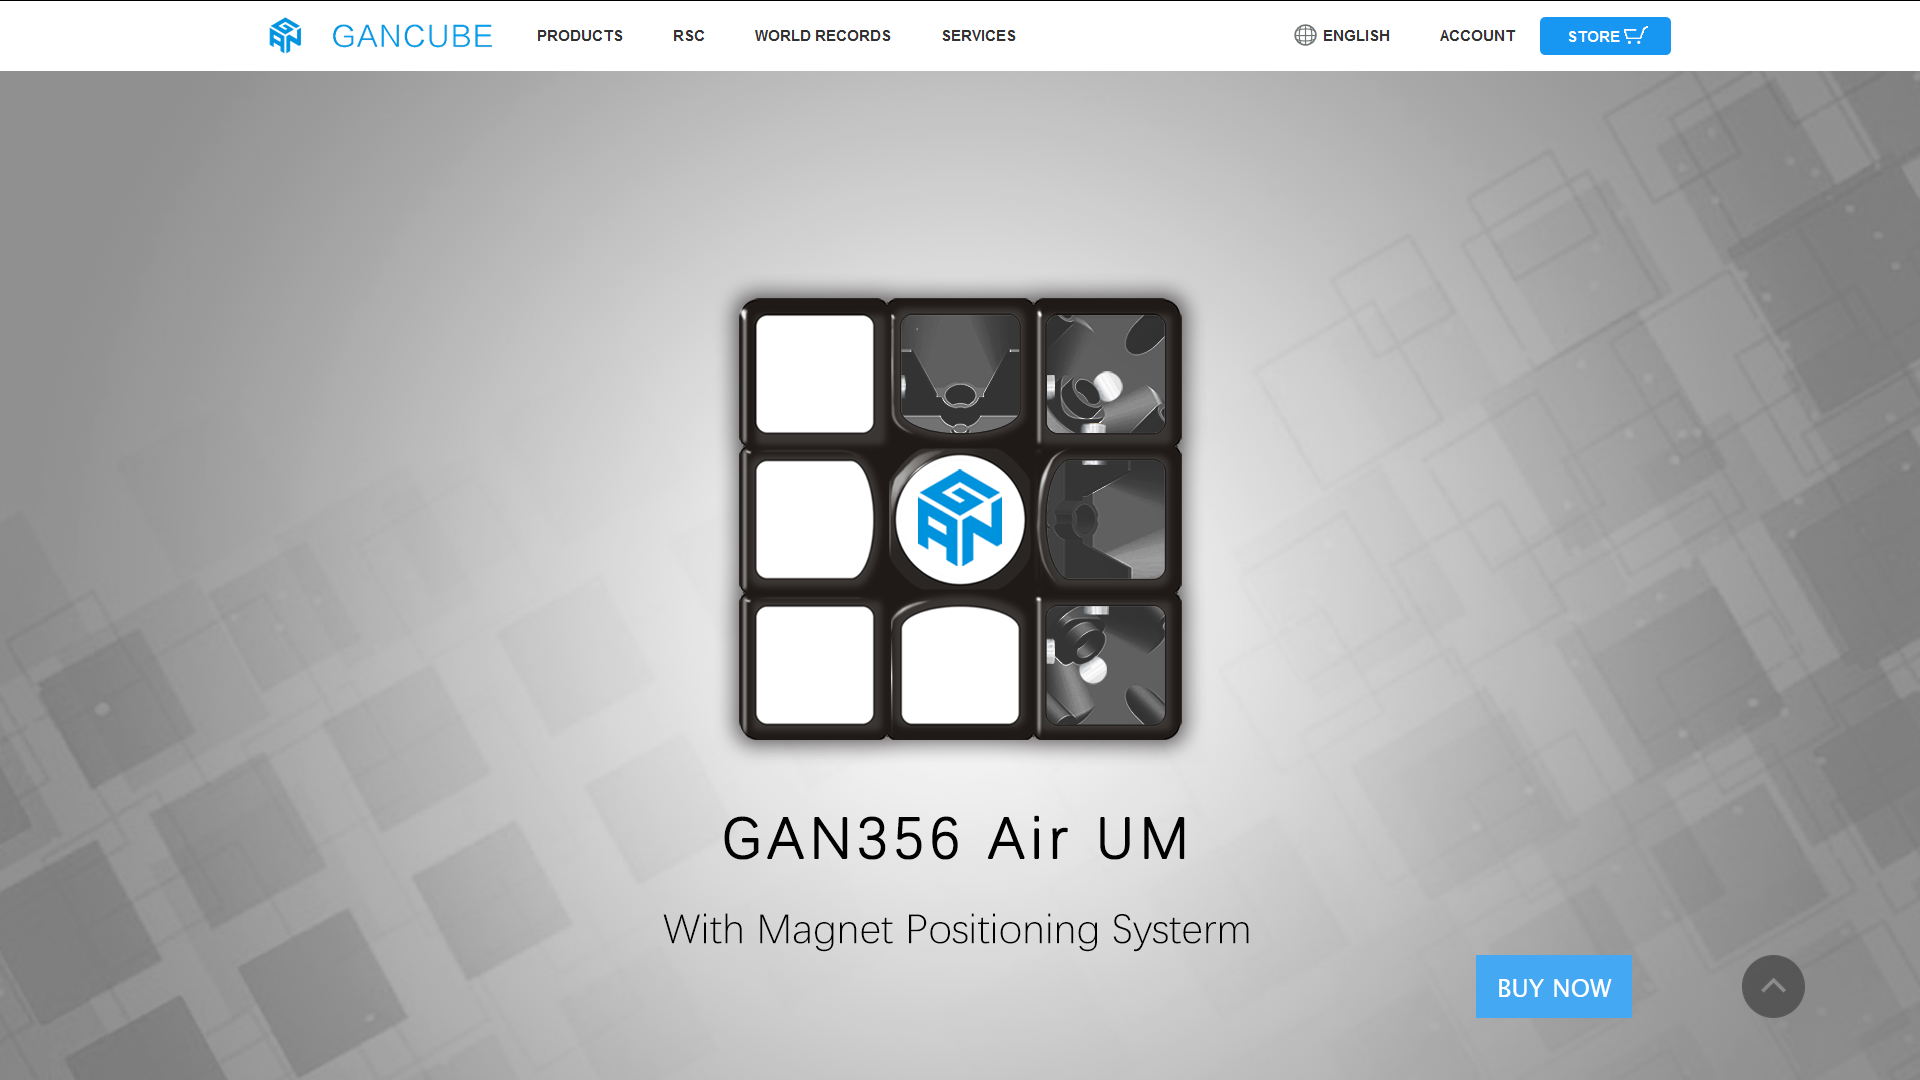 GAN GANCUBE PRODUCTS RSC WORLD RECORDS SERVICES ENGLISH ACCOUNT STORE
GAN
GAN356 Air UM
With Magnet Positioning Systerm
BUY NOW